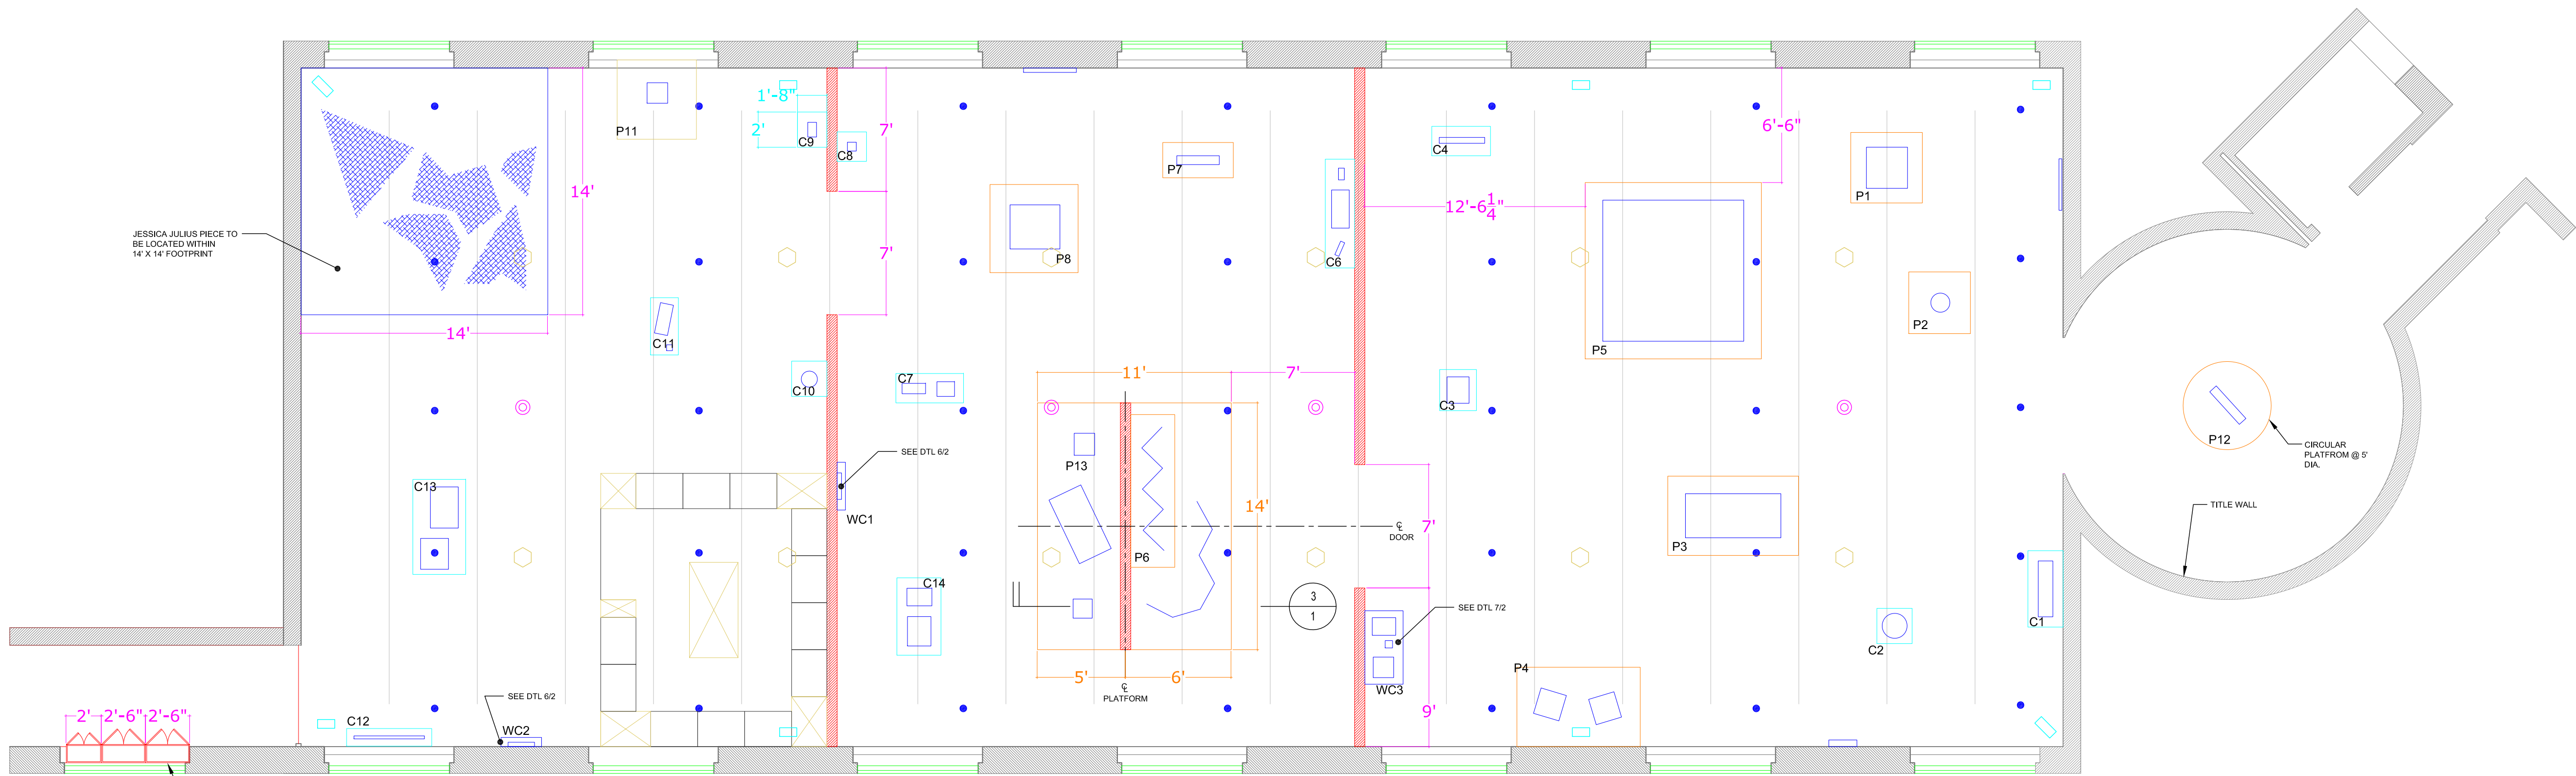 1'-8"
2'
C9
C8
7'
P11
14'
7'
14'
JESSICA JULIUS PIECE TO
BE LOCATED WITHIN
14' X 14' FOOTPRINT
C11
C10
P7
P8
C6
C7
11'
7'
C4
12'-6 1/4"
6'-6"
P5
C3
P1
P2
P12
CIRCULAR
PLATFROM @ 5'
DIA.
TITLE WALL
C13
SEE DTL 6/2
WC1
P13
P6
14'
℄
DOOR
7'
P3
C14
3
1
SEE DTL 7/2
WC3
9'
5'
6'
℄
PLATFORM
P4
C2
C1
SEE DTL 6/2
WC2
C12
2'
2'-6"
2'-6"